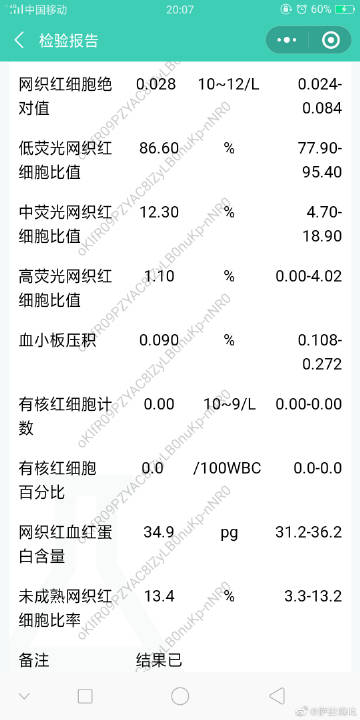 中国移动 20:07 60%
检验报告
网织红细胞绝 0.028 10~12/L 0.024-
对值 0.084
低荧光网织红 86.60 % 77.90-
细胞比值 95.40
中荧光网织红 12.30 % 4.70-
细胞比值 18.90
高荧光网织红 1.10 % 0.00-4.02
细胞比值
血小板压积 0.090 % 0.108-
0.272
有核红细胞计 0.00 10~9/L 0.00-0.00
数
有核红细胞 0.0 /100WBC 0.0-0.0
百分比
网织红血红蛋 34.9 pg 31.2-36.2
白含量
未成熟网织红 13.4 % 3.3-13.2
细胞比率
备注 结果已